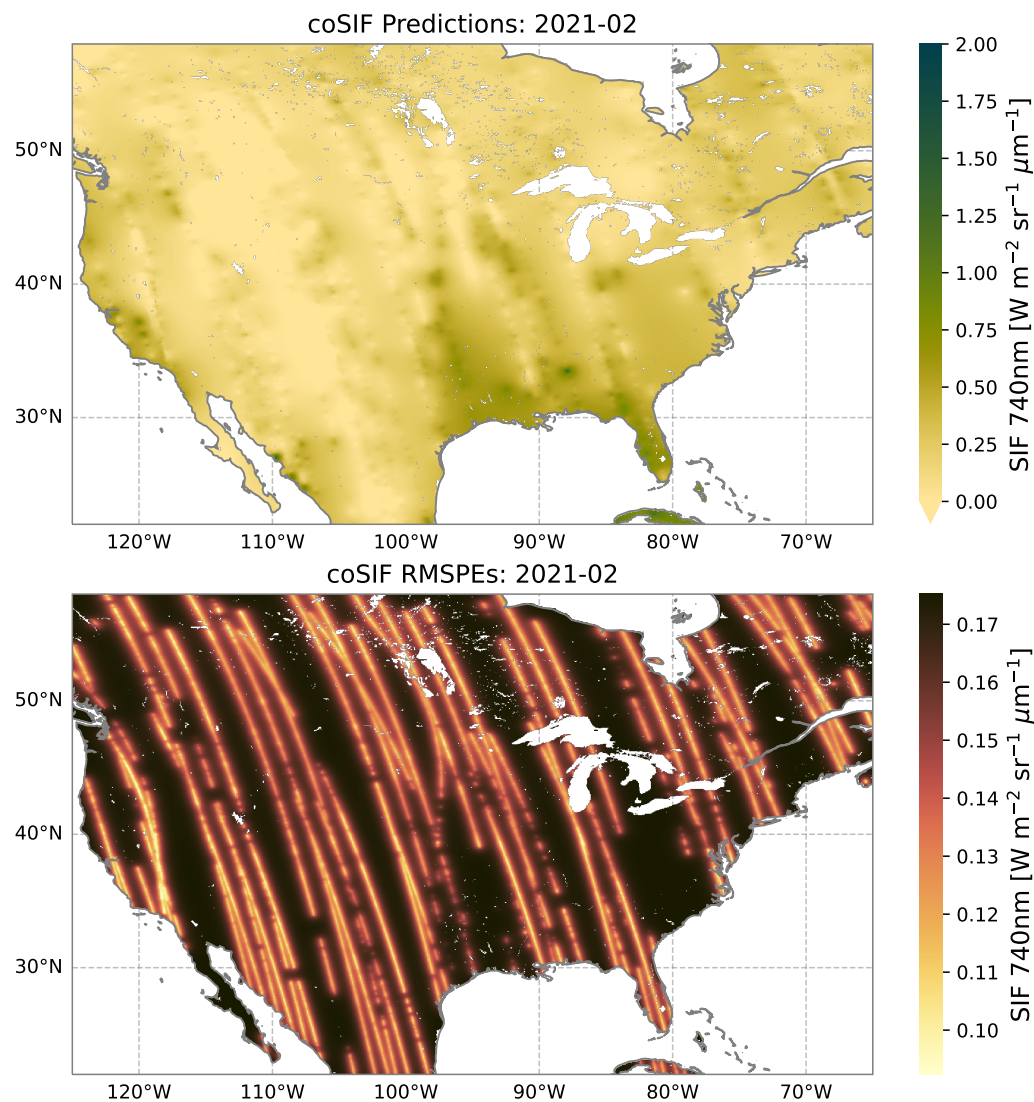 coSIF Predictions: 2021-02
50°N
40°N
30°N
120°W 110°W 100°W 90°W 80°W 70°W
2.00
1.75
1.50
1.25
1.00
0.75
0.50
0.25
0.00
SIF 740nm [W m⁻² sr⁻¹ μm⁻¹]
coSIF RMSPEs: 2021-02
50°N
40°N
30°N
120°W 110°W 100°W 90°W 80°W 70°W
0.17
0.16
0.15
0.14
0.13
0.12
0.11
0.10
SIF 740nm [W m⁻² sr⁻¹ μm⁻¹]